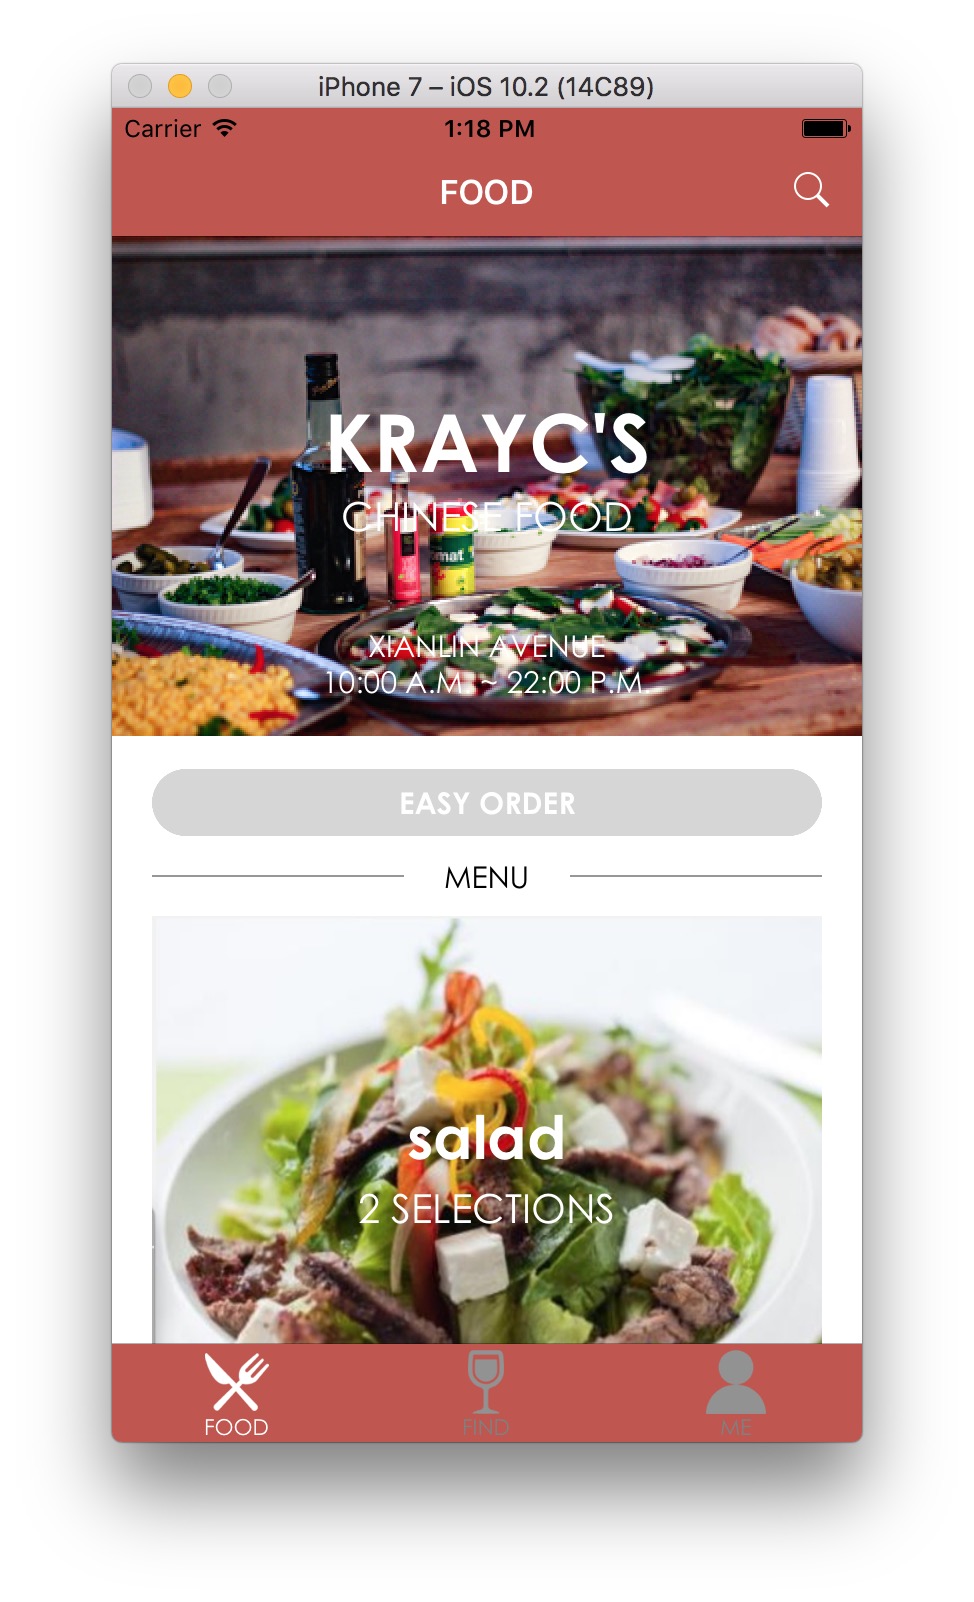 iPhone 7 – iOS 10.2 (14C89)
Carrier 1:18 PM
FOOD
KRAYC'S
CHINESE FOOD
mat
XIANLIN AVENUE
10:00 A.M. ~ 22:00 P.M.
EASY ORDER
MENU
salad
2 SELECTIONS
FOOD FIND ME